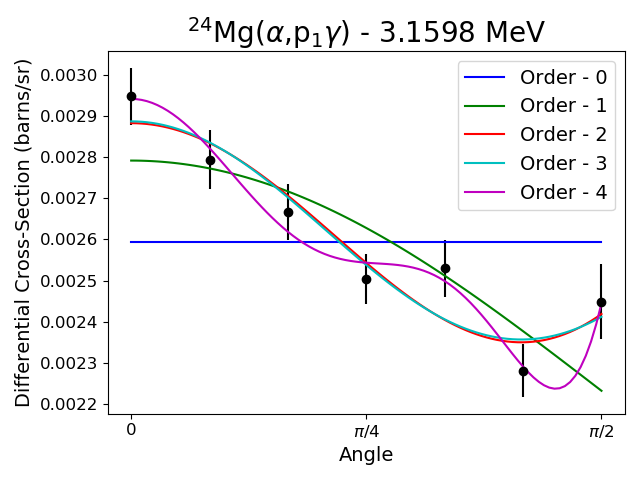 ²⁴Mg(α,p₁γ) - 3.1598 MeV
Differential Cross-Section (barns/sr)
0.0030
0.0029
0.0028
0.0027
0.0026
0.0025
0.0024
0.0023
0.0022
Order - 0
Order - 1
Order - 2
Order - 3
Order - 4
0
π/4
π/2
Angle